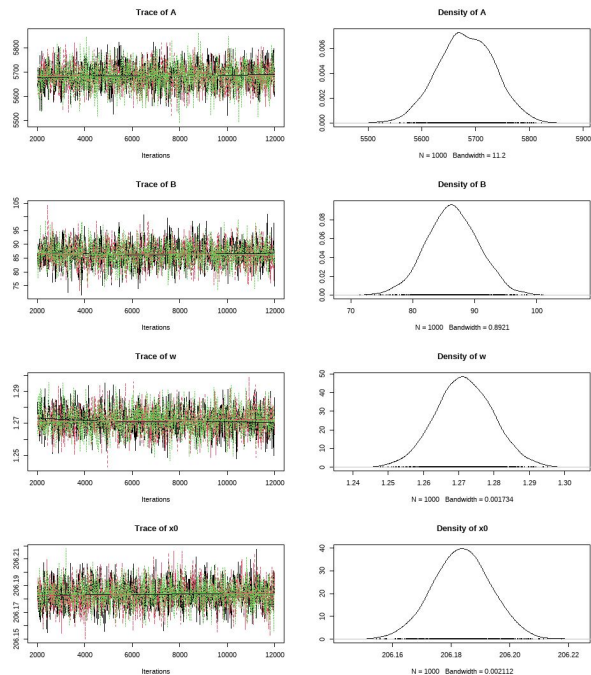 Trace of A
5500 5600 5700 5800
2000 4000 6000 8000 10000 12000
Iterations
Density of A
0.000 0.002 0.004 0.006
5500 5600 5700 5800 5900
N = 1000 Bandwidth = 11.2
Trace of B
75 80 85 90 95 105
2000 4000 6000 8000 10000 12000
Iterations
Density of B
0.00 0.02 0.04 0.06 0.08
70 80 90 100
N = 1000 Bandwidth = 0.8921
Trace of w
1.25 1.27 1.29
2000 4000 6000 8000 10000 12000
Iterations
Density of w
0 10 20 30 40 50
1.24 1.25 1.26 1.27 1.28 1.29 1.30
N = 1000 Bandwidth = 0.001734
Trace of x0
206.15 206.17 206.19 206.21
2000 4000 6000 8000 10000 12000
Iterations
Density of x0
0 10 20 30 40
206.16 206.18 206.20 206.22
N = 1000 Bandwidth = 0.002112